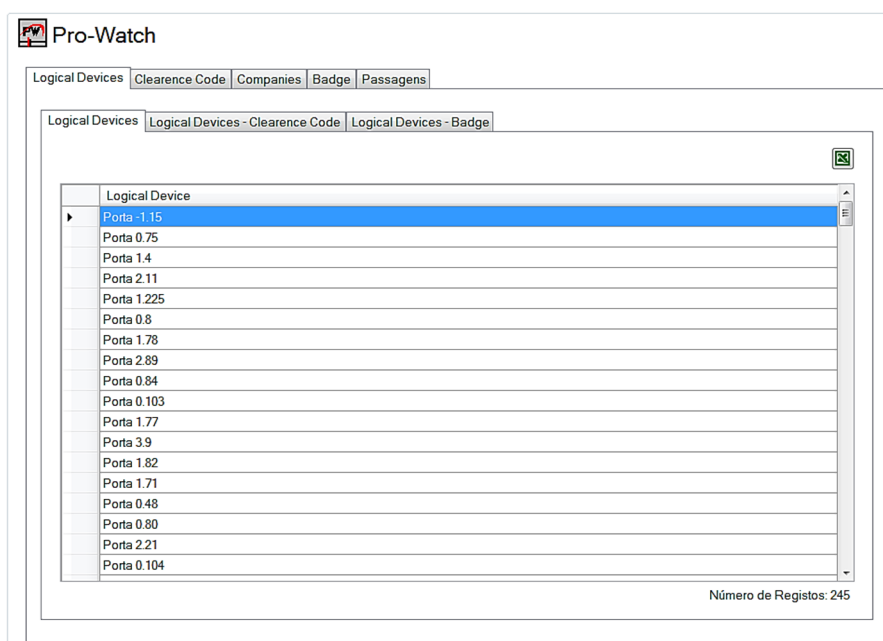 PW
Pro-Watch
Logical Devices Clearence Code Companies Badge Passagens
Logical Devices Logical Devices - Clearence Code Logical Devices - Badge
Logical Device
Porta -1.15
Porta 0.75
Porta 1.4
Porta 2.11
Porta 1.225
Porta 0.8
Porta 1.78
Porta 2.89
Porta 0.84
Porta 0.103
Porta 1.77
Porta 3.9
Porta 1.82
Porta 1.71
Porta 0.48
Porta 0.80
Porta 2.21
Porta 0.104
Número de Registos: 245